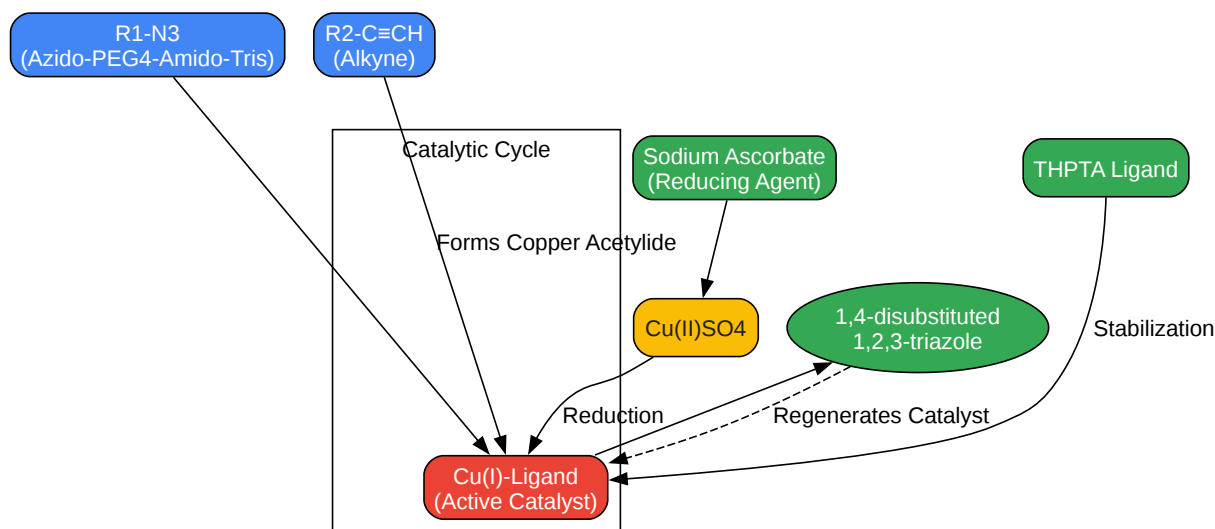 R1-N3
(Azido-PEG4-Amido-Tris)
R2-C≡CH
(Alkyne)
Catalytic Cycle
Sodium Ascorbate
(Reducing Agent)
THPTA Ligand
Forms Copper Acetylide
Cu(II)SO4
1,4-disubstituted
1,2,3-triazole
Stabilization
Reduction
Regenerates Catalyst
Cu(I)-Ligand
(Active Catalyst)